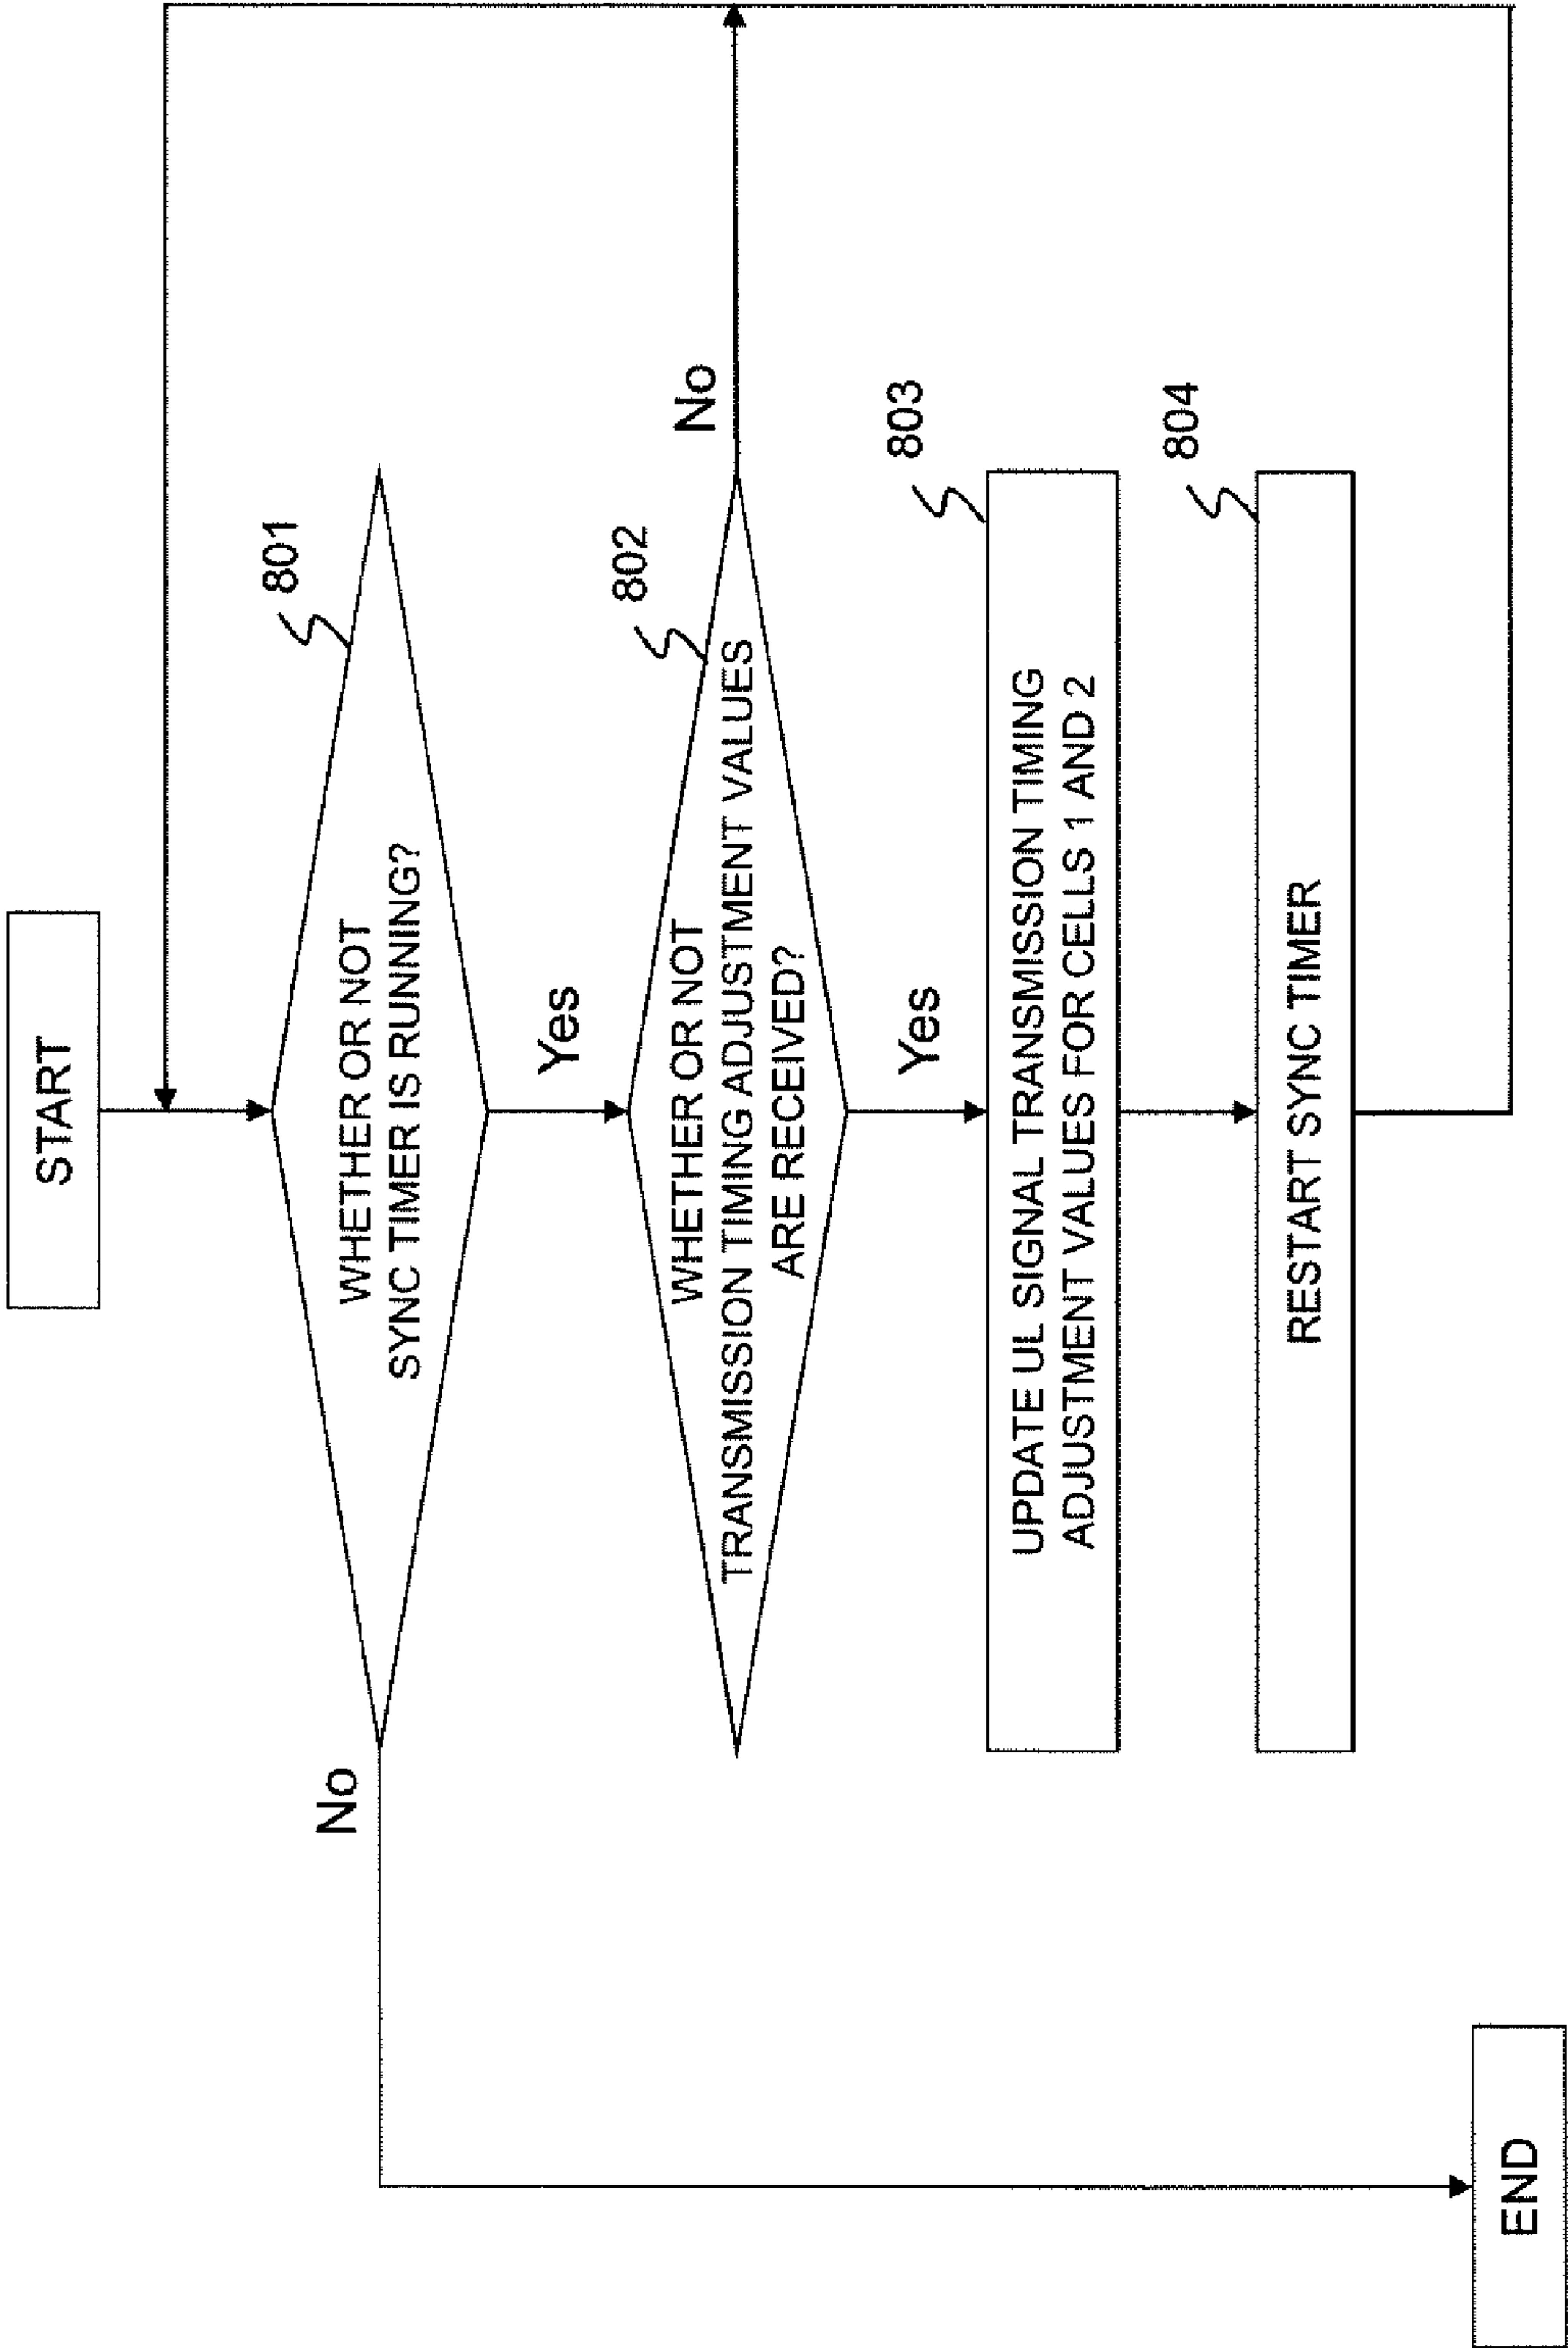 START
801
WHETHER OR NOT
SYNC TIMER IS RUNNING?
No
Yes
802
WHETHER OR NOT
TRANSMISSION TIMING ADJUSTMENT VALUES
ARE RECEIVED?
No
Yes
803
UPDATE UL SIGNAL TRANSMISSION TIMING
ADJUSTMENT VALUES FOR CELLS 1 AND 2
804
RESTART SYNC TIMER
END